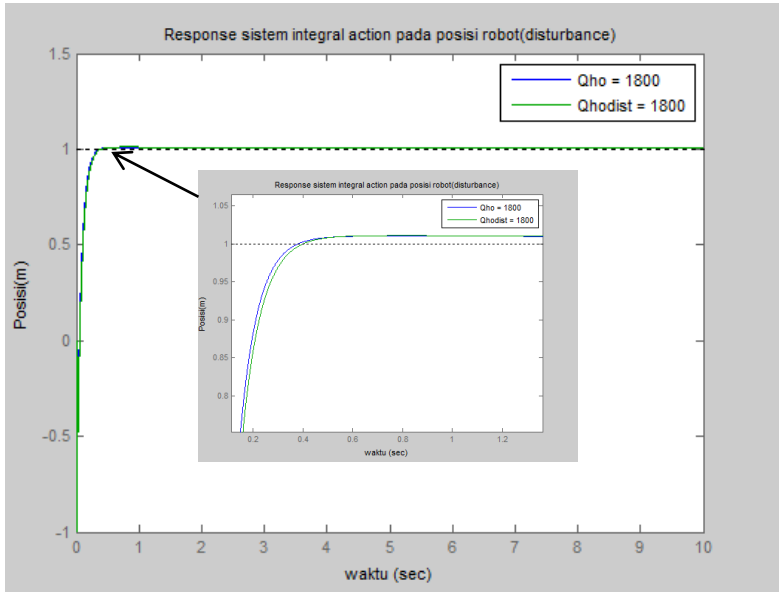 Response sistem integral action pada posisi robot(disturbance)
1.5
1
0.5
0
-0.5
-1
Posisi(m)
Qho = 1800
Qhodist = 1800
Response sistem integral action pada posisi robot(disturbance)
1.05
1
0.95
0.9
0.85
0.8
Posisi(m)
Qho = 1800
Qhodist = 1800
0.2 0.4 0.6 0.8 1 1.2
waktu (sec)
0 1 2 3 4 5 6 7 8 9 10
waktu (sec)